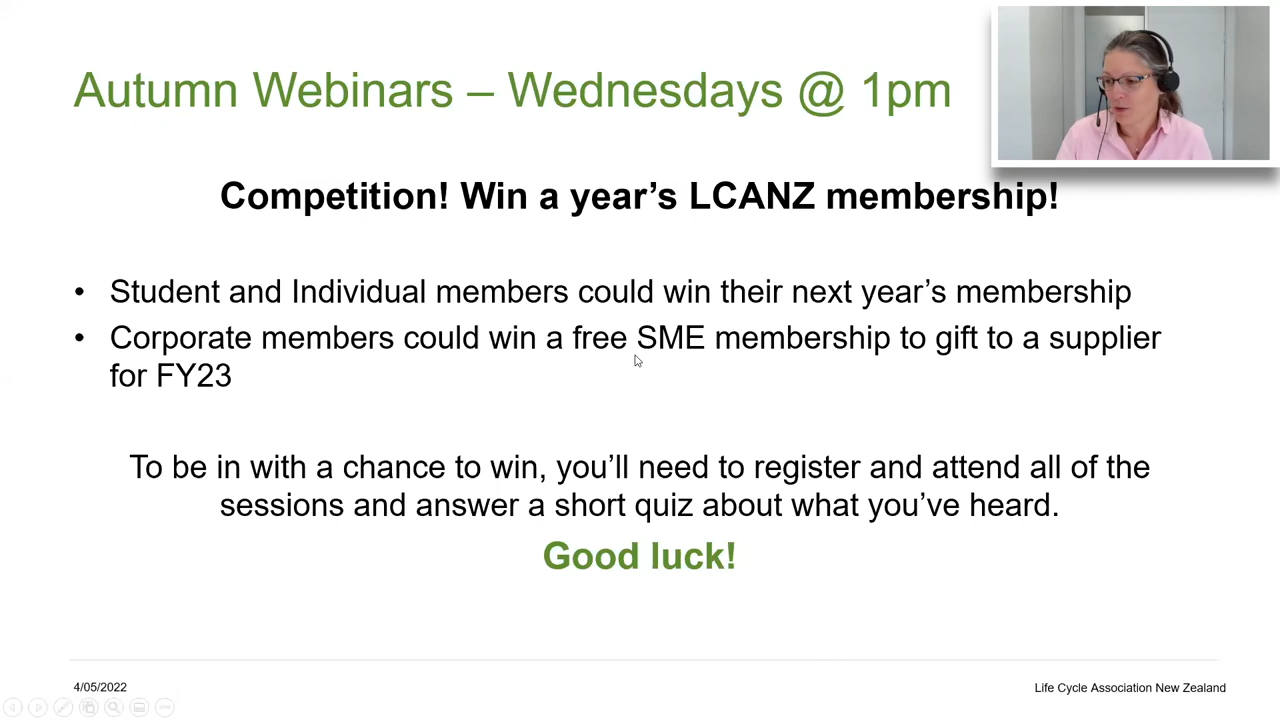 Autumn Webinars – Wednesdays @ 1pm
Competition! Win a year’s LCANZ membership!
• Student and Individual members could win their next year’s membership
• Corporate members could win a free SME membership to gift to a supplier
for FY23
To be in with a chance to win, you’ll need to register and attend all of the
sessions and answer a short quiz about what you’ve heard.
Good luck!
4/05/2022
Life Cycle Association New Zealand